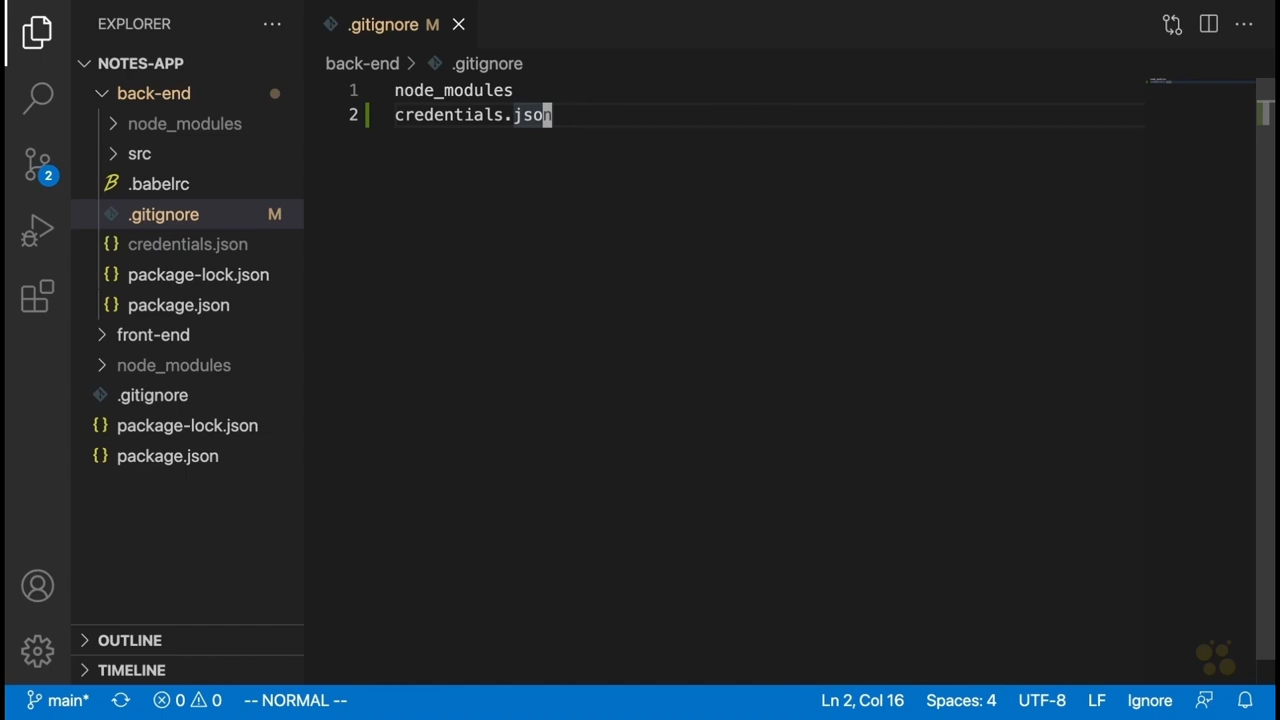 EXPLORER
NOTES-APP
back-end
node_modules
src
.babelrc
.gitignore M
credentials.json
package-lock.json
package.json
front-end
node_modules
.gitignore
package-lock.json
package.json
OUTLINE
TIMELINE
2
.gitignore M
back-end > .gitignore
1 node_modules
2 credentials.json
main* 0 0 -- NORMAL -- Ln 2, Col 16 Spaces: 4 UTF-8 LF Ignore